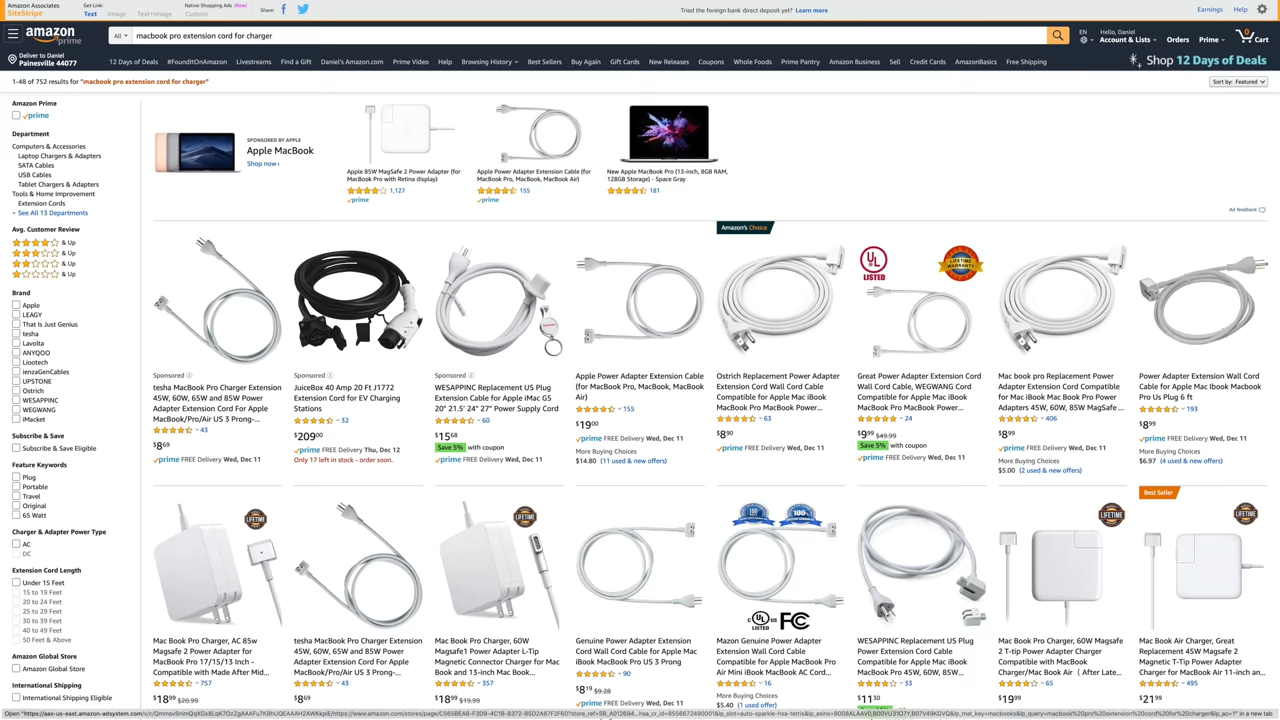 Amazon Associates
SiteStripe
Get Link:
Text Image Text+Image
Native Shopping Ads (New)
Custom
Share:
Tried the foreign bank direct deposit yet? Learn more
Earnings Help
amazon prime
All
macbook pro extension cord for charger
EN
Hello, Daniel
Account & Lists
Orders
Prime
0
Cart
Deliver to Daniel
Painesville 44077
12 Days of Deals #FoundItOnAmazon Livestreams Find a Gift Daniel's Amazon.com Prime Video Help Browsing History Best Sellers Buy Again Gift Cards New Releases Coupons Whole Foods Prime Pantry Amazon Business Sell Credit Cards AmazonBasics Free Shipping
Shop 12 Days of Deals
1-48 of 752 results for "macbook pro extension cord for charger"
Sort by: Featured
Amazon Prime
prime
Department
Computers & Accessories
Laptop Chargers & Adapters
SATA Cables
USB Cables
Tablet Chargers & Adapters
Tools & Home Improvement
Extension Cords
See All 13 Departments
Avg. Customer Review
& Up
& Up
& Up
& Up
Brand
Apple
LEAGY
That Is Just Genius
tesha
Lavolta
ANYQOO
Liootech
ienzaGenCables
UPSTONE
Ostrich
WESAPPINC
WEGWANG
iMacket
Subscribe & Save
Subscribe & Save Eligible
Feature Keywords
Plug
Portable
Travel
Original
65 Watt
Charger & Adapter Power Type
AC
DC
Extension Cord Length
Under 15 Feet
15 to 19 Feet
20 to 24 Feet
25 to 29 Feet
30 to 39 Feet
40 to 49 Feet
50 Feet & Above
Amazon Global Store
Amazon Global Store
International Shipping
International Shipping Eligible
SPONSORED BY APPLE
Apple MacBook
Shop now ›
Apple 85W MagSafe 2 Power Adapter (for
MacBook Pro with Retina display)
1,127
prime
Apple Power Adapter Extension Cable (for
MacBook Pro, MacBook, MacBook Air)
155
prime
New Apple MacBook Pro (13-inch, 8GB RAM,
128GB Storage) - Space Gray
181
Ad feedback
Sponsored
tesha MacBook Pro Charger Extension
45W, 60W, 65W and 85W Power
Adapter Extension Cord For Apple
MacBook/Pro/Air US 3 Prong-...
43
$8.69
prime FREE Delivery Wed, Dec 11
Sponsored
JuiceBox 40 Amp 20 Ft J1772
Extension Cord for EV Charging
Stations
32
$209.00
prime FREE Delivery Thu, Dec 12
Only 17 left in stock - order soon.
Sponsored
WESAPPINC Replacement US Plug
Extension Cable for Apple iMac G5
20" 21.5' 24" 27" Power Supply Cord
60
$15.68
Save 5% with coupon
prime FREE Delivery Wed, Dec 11
Apple Power Adapter Extension Cable
(for MacBook Pro, MacBook, MacBook
Air)
155
$19.00
prime FREE Delivery Wed, Dec 11
More Buying Choices
$14.80 (11 used & new offers)
Amazon's Choice
Ostrich Replacement Power Adapter
Extension Cord Wall Cord Cable
Compatible for Apple Mac iBook
MacBook Pro MacBook Power...
63
$8.90
prime FREE Delivery Wed, Dec 11
UL
LISTED
LIFETIME
WARRANTY
Great Power Adapter Extension Cord
Wall Cord Cable, WEGWANG Cord
Compatible for Apple Mac iBook
MacBook Pro MacBook Power...
24
$9.99 $49.99
Save 5% with coupon
prime FREE Delivery Wed, Dec 11
Mac book pro Replacement Power
Adapter Extension Cord Compatible
for Mac iBook Mac Book Pro Power
Adapters 45W, 60W, 85W MagSafe ...
406
$8.99
prime FREE Delivery Wed, Dec 11
More Buying Choices
$5.00 (2 used & new offers)
Power Adapter Extension Wall Cord
Cable for Apple Mac Ibook Macbook
Pro Us Plug 6 ft
193
$8.99
prime FREE Delivery Wed, Dec 11
More Buying Choices
$6.97 (4 used & new offers)
LIFETIME
Mac Book Pro Charger, AC 85w
Magsafe 2 Power Adapter for
MacBook Pro 17/15/13 Inch -
Compatible with Made After Mid...
757
$18.99 $20.99
tesha MacBook Pro Charger Extension
45W, 60W, 65W and 85W Power
Adapter Extension Cord For Apple
MacBook/Pro/Air US 3 Prong-...
43
$8.69
LIFETIME
Mac Book Pro Charger, 60W
Magsafe1 Power Adapter L-Tip
Magnetic Connector Charger for Mac
Book and 13-inch Mac Book...
357
$18.99 $19.99
Genuine Power Adapter Extension
Cord Wall Cord Cable for Apple Mac
iBook MacBook Pro US 3 Prong
90
$8.19 $9.28
prime FREE Delivery Wed, Dec 11
100%
UL US LISTED FC
Mazon Genuine Power Adapter
Extension Wall Cord Cable
Compatible for Apple MacBook Pro
Air Mini iBook MacBook AC Cord...
16
More Buying Choices
$5.40 (1 used & new offers)
WESAPPINC Replacement US Plug
Power Extension Cord Cable
Compatible for Apple Mac iBook
MacBook Pro 45W, 60W, 85W...
33
$11.30
LIFETIME
Mac Book Pro Charger, 60W Magsafe
2 T-tip Power Adapter Charger
Compatible with MacBook
Charger/Mac Book Air （ After Late...
65
$19.99
Best Seller
LIFETIME
Mac Book Air Charger, Great
Replacement 45W Magsafe 2
Magnetic T-Tip Power Adapter
Charger for MacBook Air 11-inch an...
495
$21.99